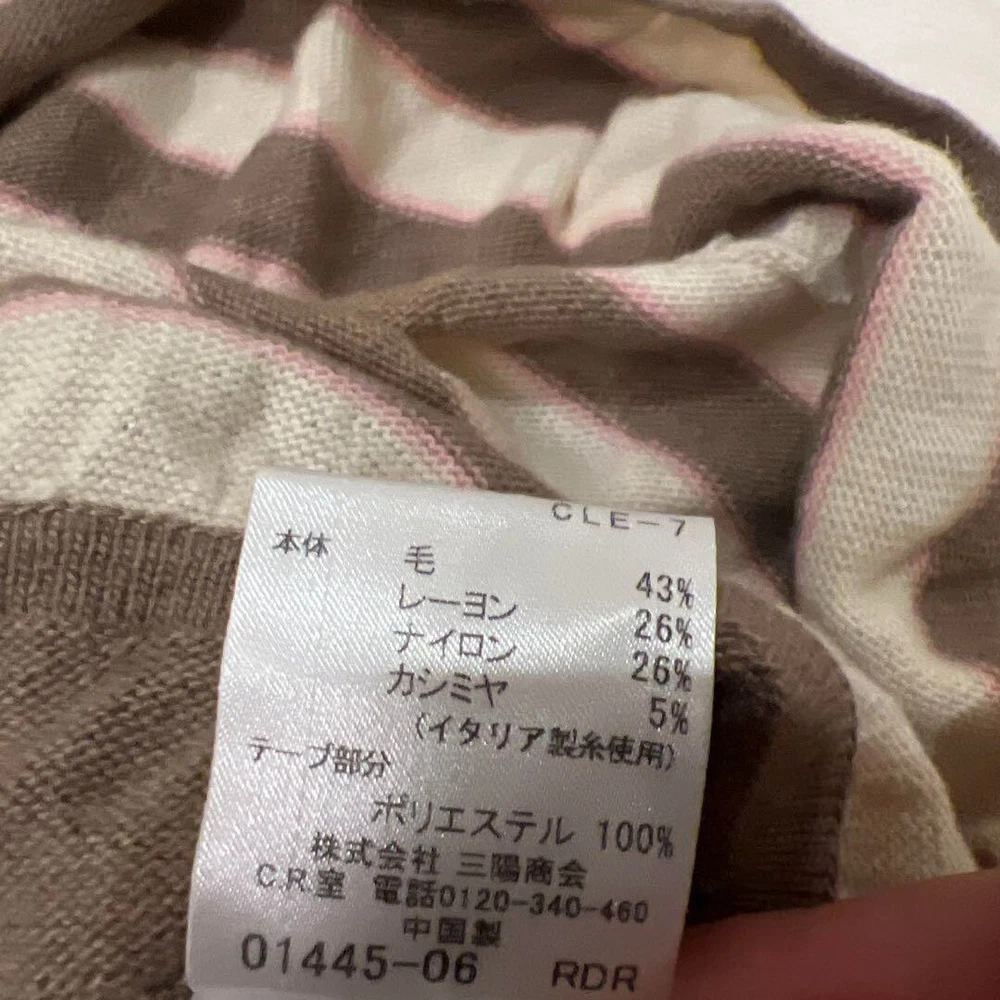 CLE-7
本体 毛 43%
レーヨン 26%
ナイロン 26%
カシミヤ 5%
(イタリア製糸使用)
テープ部分
ポリエステル 100%
株式会社 三陽商会
C.R.室 電話0120-340-460
中国製
01445-06 RDR